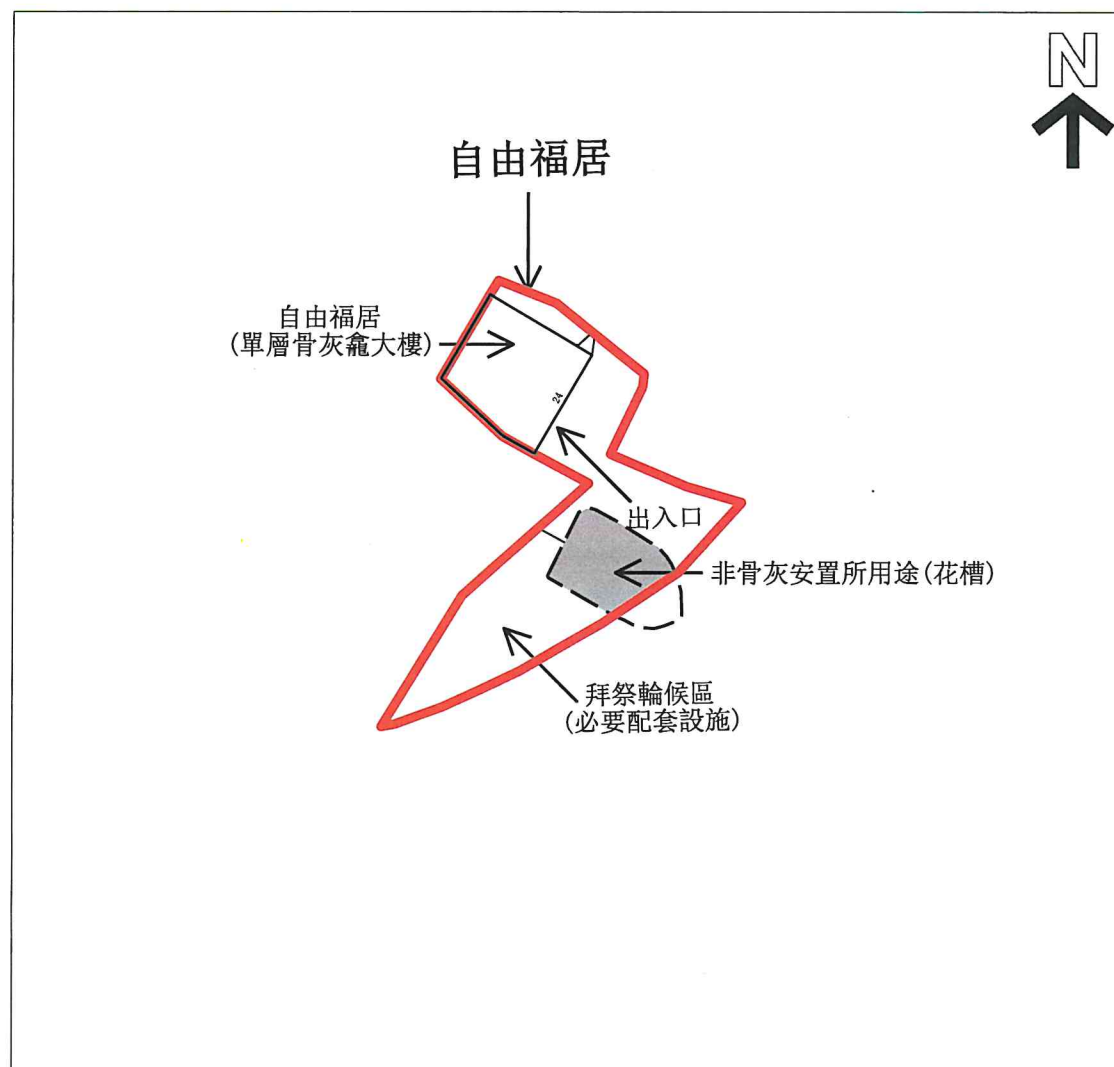 N
自由福居
自由福居
(單層骨灰龕大樓)
24
出入口
非骨灰安置所用途(花槽)
拜祭輪候區
(必要配套設施)